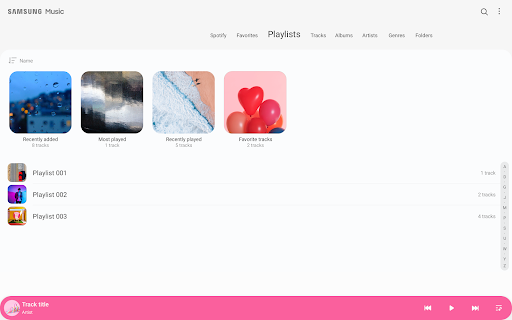 SAMSUNG Music
Spotify Favorites Playlists Tracks Albums Artists Genres Folders
Name
Recently added Most played Recently played Favorite tracks
8 tracks 1 track 5 tracks 2 tracks
Playlist 001 1 track
Playlist 002 2 tracks
Playlist 003 4 tracks
Track title
Artist